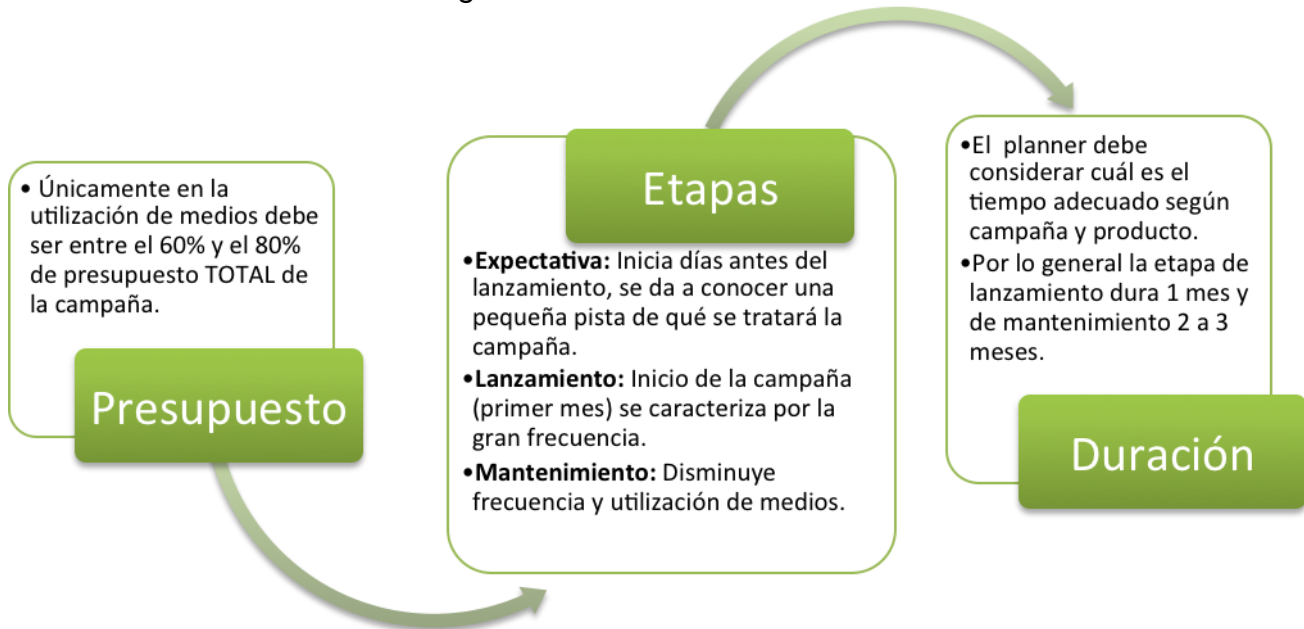 • Únicamente en la
utilización de medios debe
ser entre el 60% y el 80%
de presupuesto TOTAL de
la campaña.
Presupuesto
Etapas
•Expectativa: Inicia días antes del
lanzamiento, se da a conocer una
pequeña pista de qué se tratará la
campaña.
•Lanzamiento: Inicio de la campaña
(primer mes) se caracteriza por la
gran frecuencia.
•Mantenimiento: Disminuye
frecuencia y utilización de medios.
•El planner debe
considerar cuál es el
tiempo adecuado según
campaña y producto.
•Por lo general la etapa de
lanzamiento dura 1 mes y
de mantenimiento 2 a 3
meses.
Duración